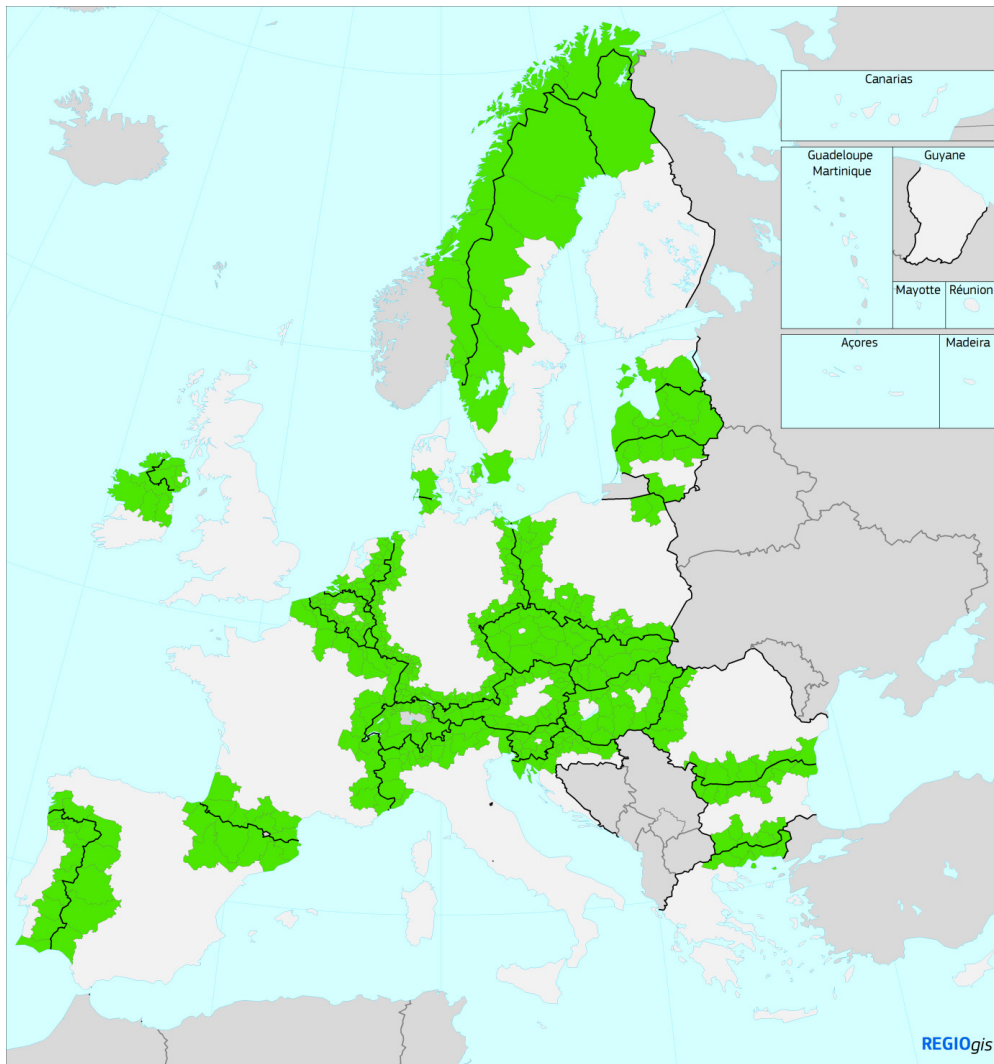 Canarias
Guadeloupe
Martinique
Guyane
Mayotte
Réunion
Açores
Madeira
REGIOgis